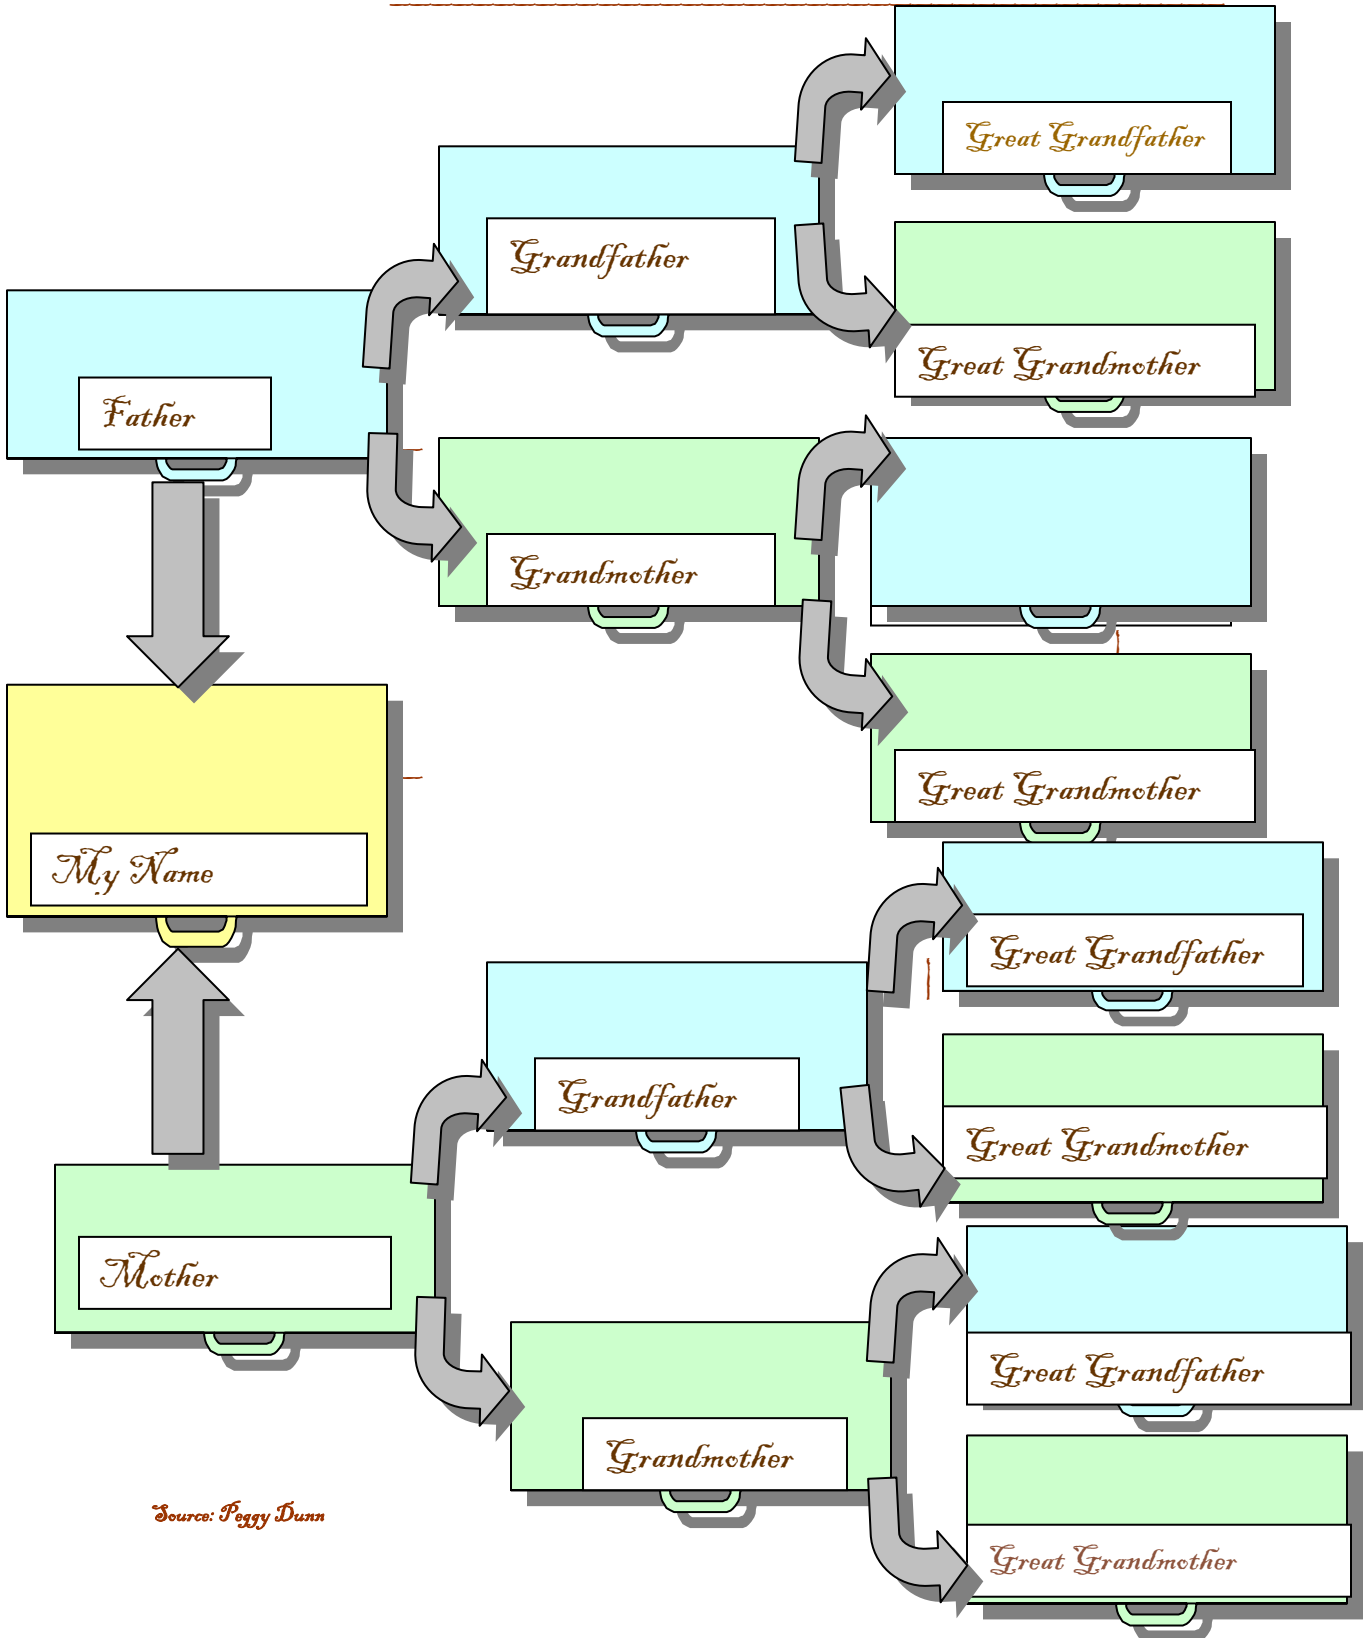 Great Grandfather
Grandfather
Great Grandmother
Father
Grandmother
Great Grandmother
My Name
Great Grandfather
Grandfather
Great Grandmother
Mother
Great Grandfather
Grandmother
Source: Peggy Dunn
Great Grandmother